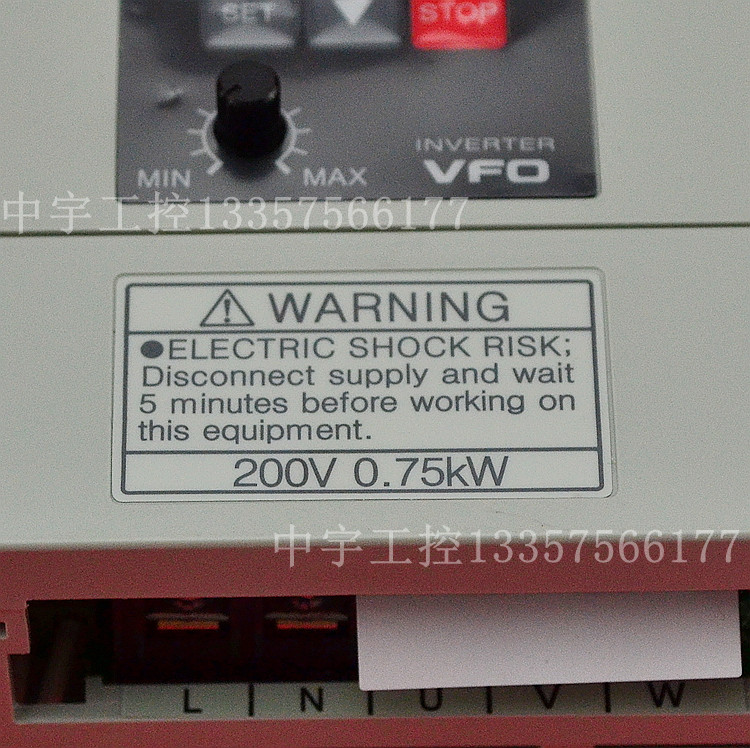 SET
STOP
MIN
MAX
INVERTER
VFO
中宇工控13357566177
WARNING
●ELECTRIC SHOCK RISK;
Disconnect supply and wait
5 minutes before working on
this equipment.
200V 0.75kW
中宇工控13357566177
L | N | U | V | W